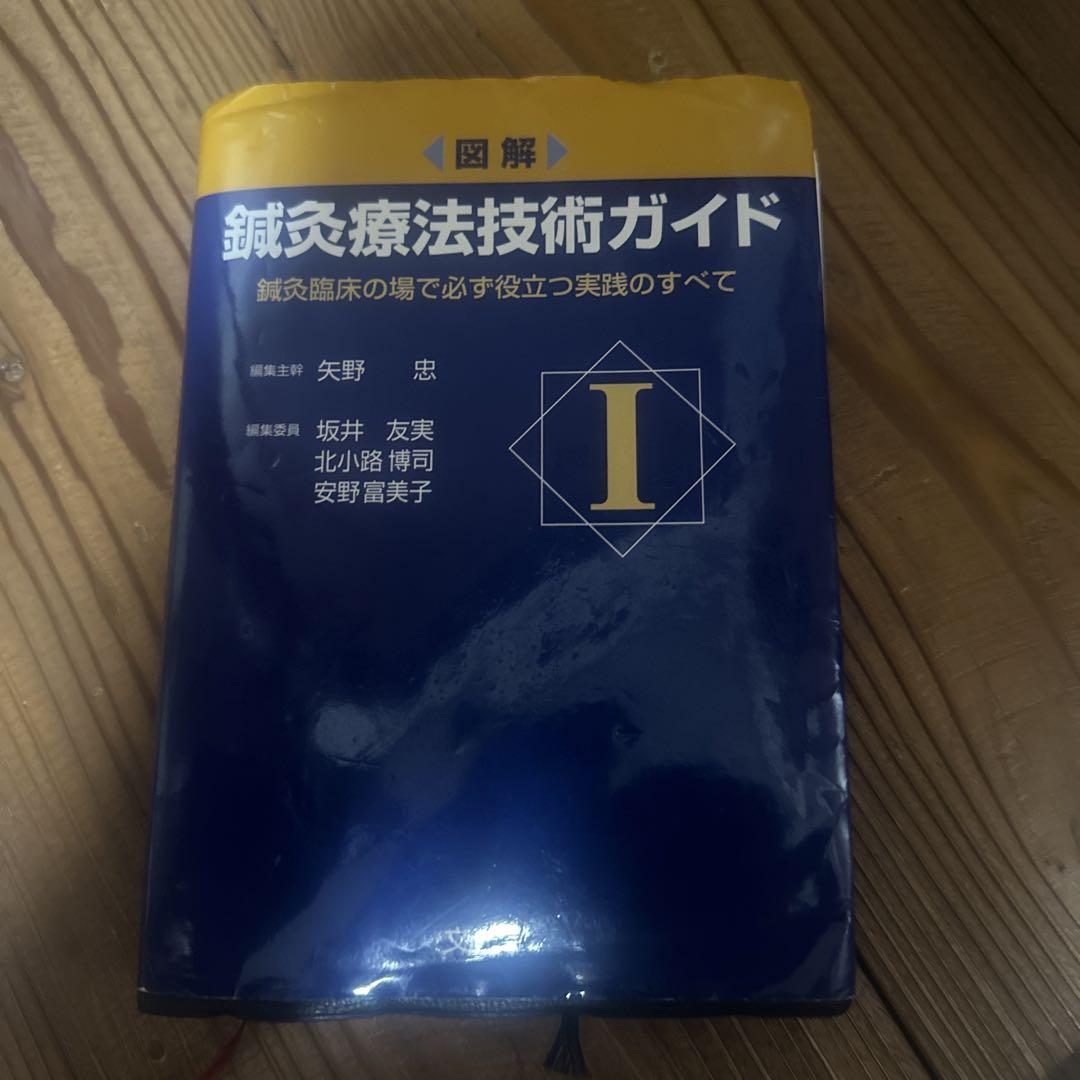 図解
鍼灸療法技術ガイド
鍼灸臨床の場で必ず役立つ実践のすべて
編集主幹 矢野 忠
編集委員 坂井 友実
北小路 博司
安野 富美子
I